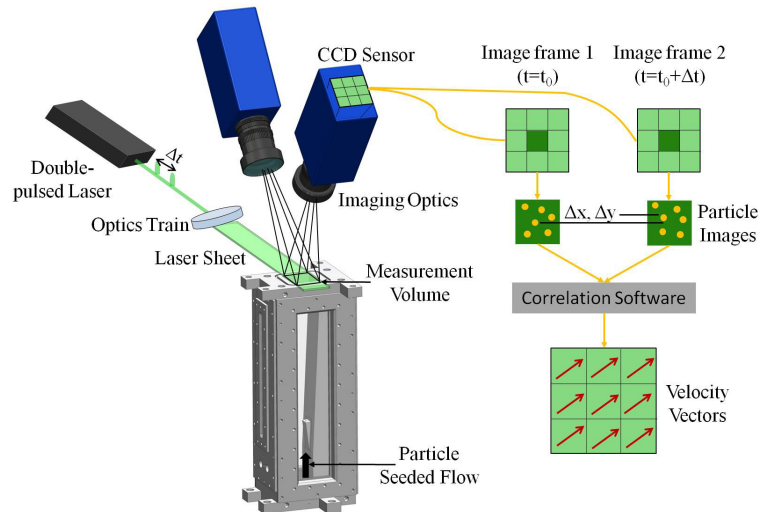 CCD Sensor
Image frame 1
(t=t₀)
Image frame 2
(t=t₀+Δt)
Δt
Double-
pulsed Laser
Optics Train
Imaging Optics
Laser Sheet
Δx, Δy
Particle
Images
Measurement
Volume
Correlation Software
Velocity
Vectors
Particle
Seeded Flow